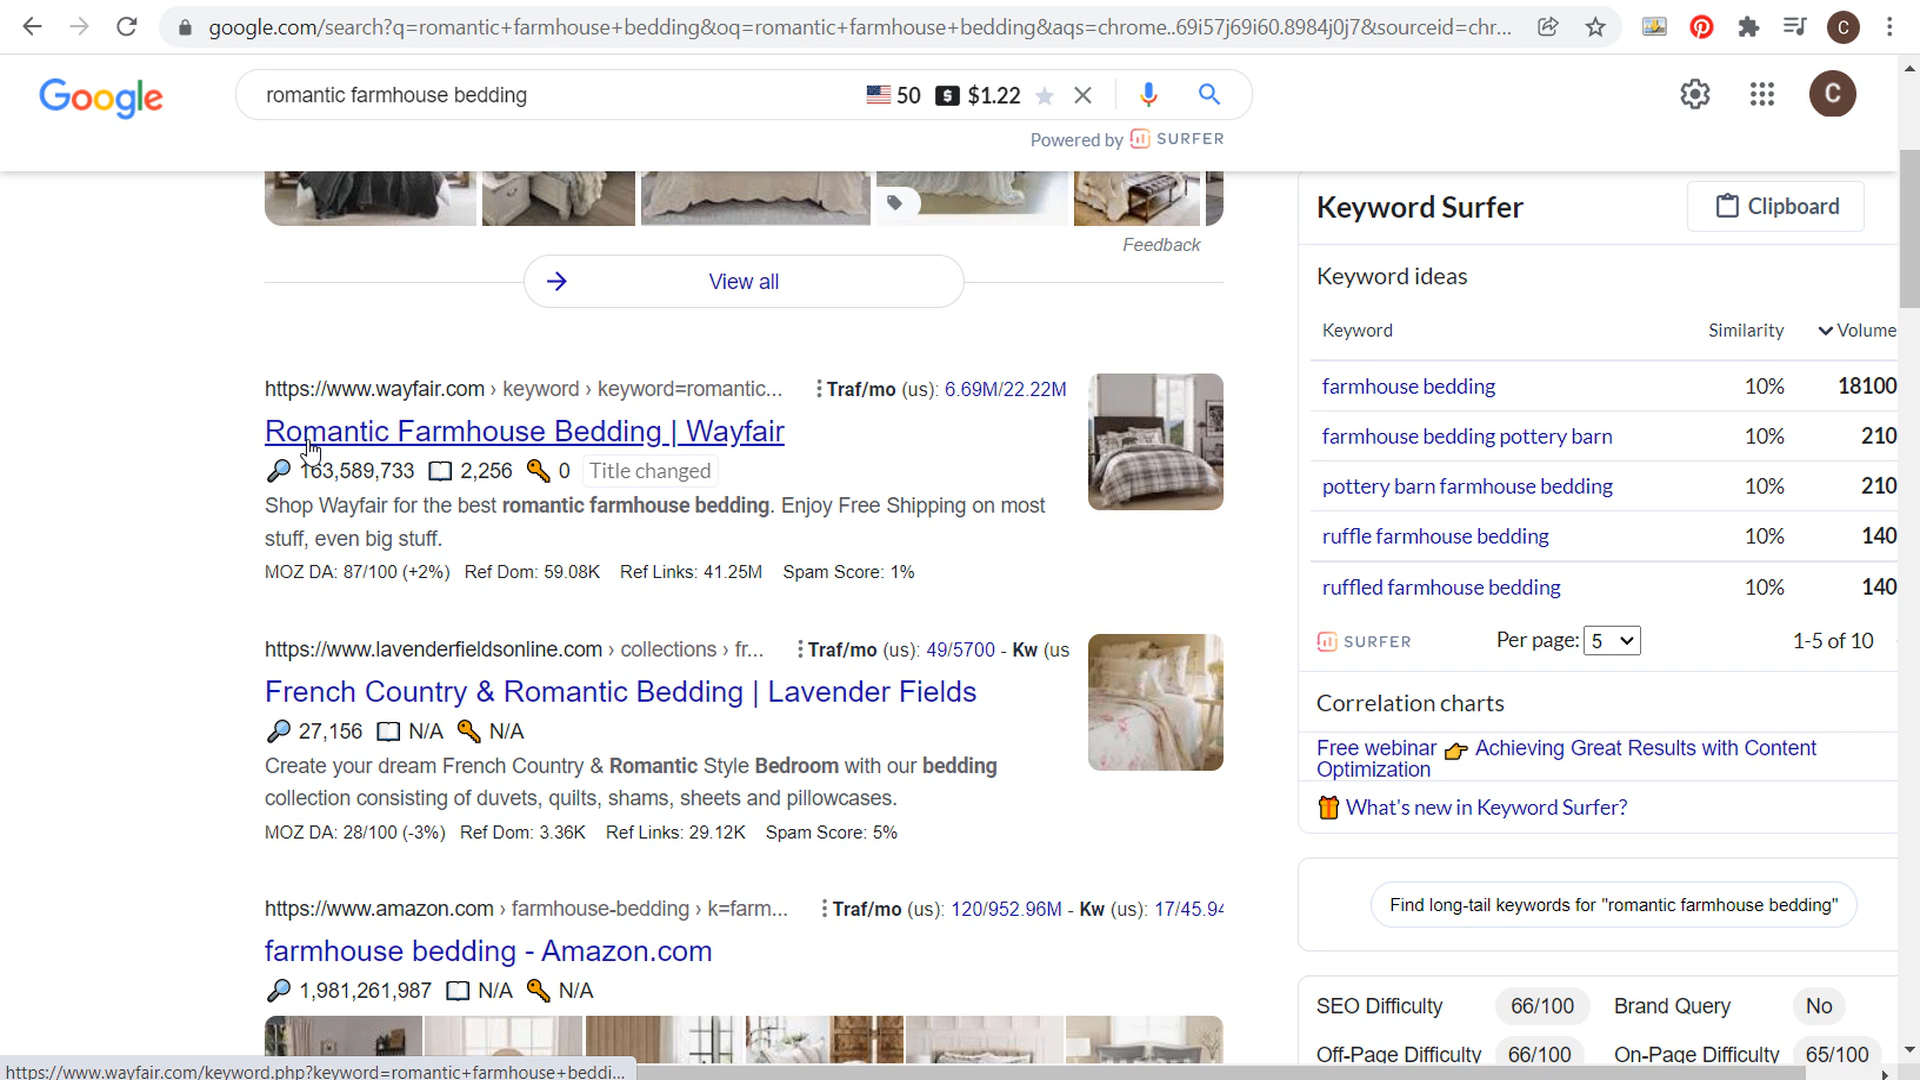 google.com/search?q=romantic+farmhouse+bedding&oq=romantic+farmhouse+bedding&aqs=chrome..69i57j69i60.8984j0j7&sourceid=chr...
C
Google
romantic farmhouse bedding
50 $ $1.22
C
Powered by SURFER
Feedback
View all
https://www.wayfair.com › keyword › keyword=romantic...
Traf/mo (us): 6.69M/22.22M
Romantic Farmhouse Bedding | Wayfair
163,589,733 2,256 0 Title changed
Shop Wayfair for the best romantic farmhouse bedding. Enjoy Free Shipping on most
stuff, even big stuff.
MOZ DA: 87/100 (+2%) Ref Dom: 59.08K Ref Links: 41.25M Spam Score: 1%
https://www.lavenderfieldsonline.com › collections › fr...
Traf/mo (us): 49/5700 - Kw (us
French Country & Romantic Bedding | Lavender Fields
27,156 N/A N/A
Create your dream French Country & Romantic Style Bedroom with our bedding
collection consisting of duvets, quilts, shams, sheets and pillowcases.
MOZ DA: 28/100 (-3%) Ref Dom: 3.36K Ref Links: 29.12K Spam Score: 5%
https://www.amazon.com › farmhouse-bedding › k=farm...
Traf/mo (us): 120/952.96M - Kw (us): 17/45.94
farmhouse bedding - Amazon.com
1,981,261,987 N/A N/A
Keyword Surfer
Clipboard
Keyword ideas
Keyword Similarity Volume
farmhouse bedding 10% 18100
farmhouse bedding pottery barn 10% 210
pottery barn farmhouse bedding 10% 210
ruffle farmhouse bedding 10% 140
ruffled farmhouse bedding 10% 140
SURFER Per page: 5 1-5 of 10
Correlation charts
Free webinar 👉 Achieving Great Results with Content
Optimization
What's new in Keyword Surfer?
Find long-tail keywords for "romantic farmhouse bedding"
SEO Difficulty 66/100 Brand Query No
Off-Page Difficulty 66/100 On-Page Difficulty 65/100
https://www.wayfair.com/keyword.php?keyword=romantic+farmhouse+beddi...